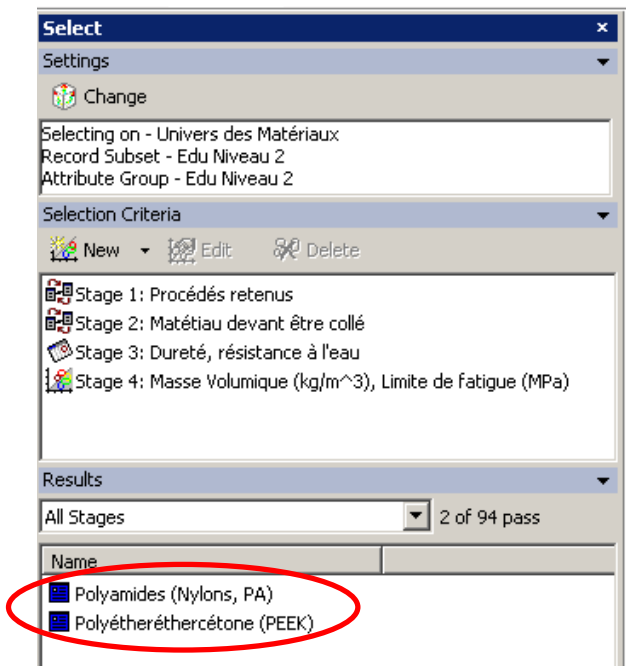 Select
Settings
Change
Selecting on - Univers des Matériaux
Record Subset - Edu Niveau 2
Attribute Group - Edu Niveau 2
Selection Criteria
New Edit Delete
Stage 1: Procédés retenus
Stage 2: Matétiau devant être collé
Stage 3: Dureté, résistance à l'eau
Stage 4: Masse Volumique (kg/m^3), Limite de fatigue (MPa)
Results
All Stages 2 of 94 pass
Name
Polyamides (Nylons, PA)
Polyétheréthercétone (PEEK)